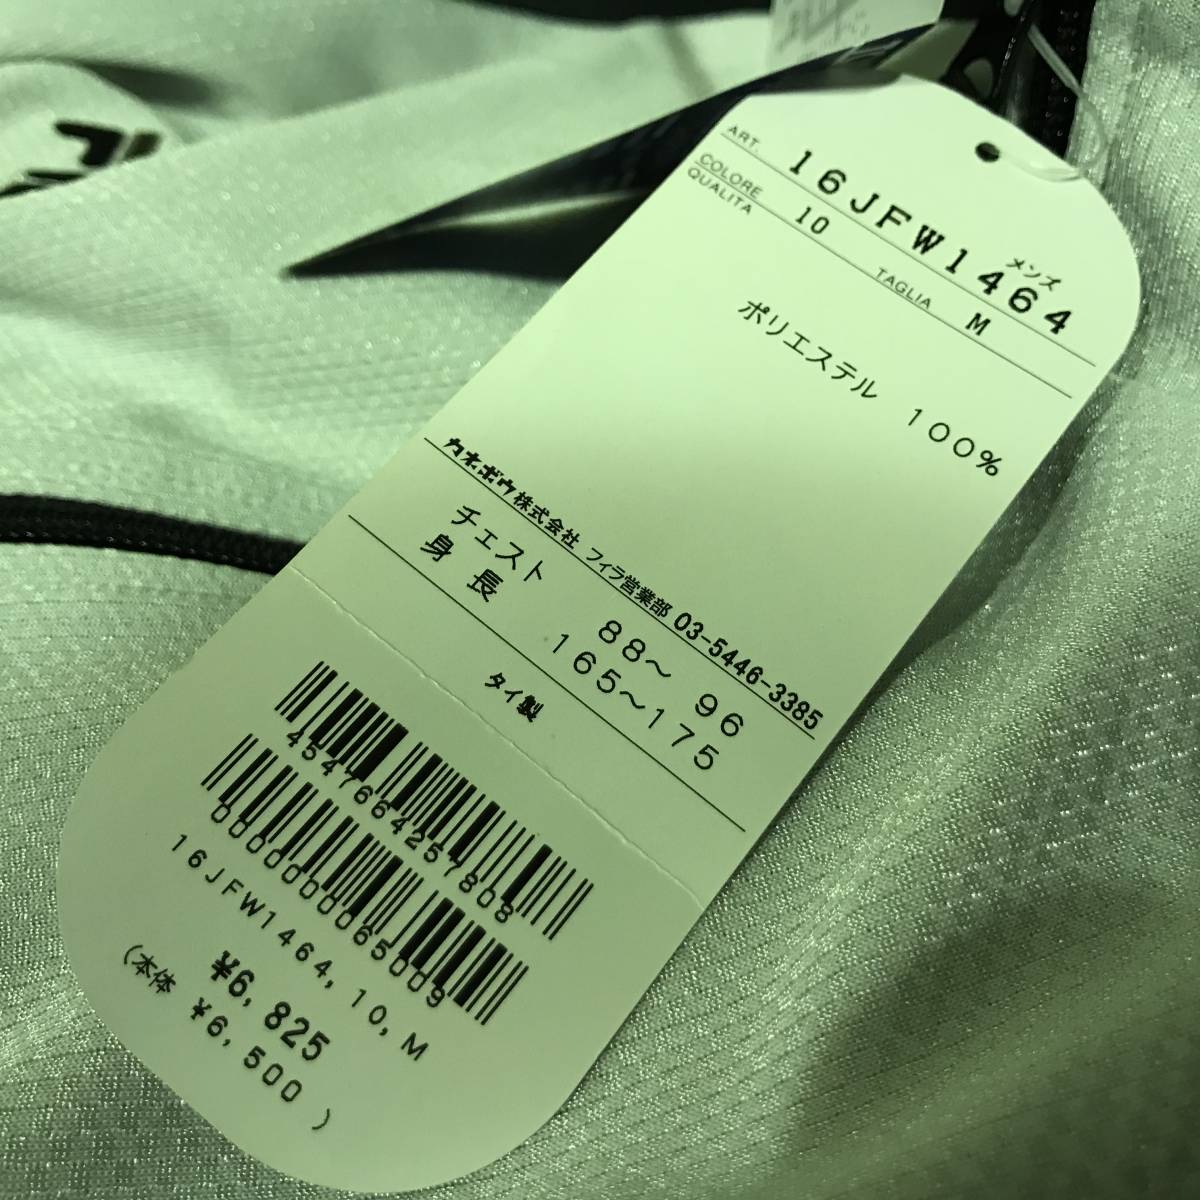 ART. 16JFW1464
メンズ
COLORE 10 TAGLIA M
QUALITA
ポリエステル 100%
カネボウ株式会社 フィラ営業部 03-5446-3385
チェスト 88～ 96
身長 165～175
タイ製
4547664257808
0000000065009
16JFW1464,10,M
¥6,825
(本体 ¥6,500 )